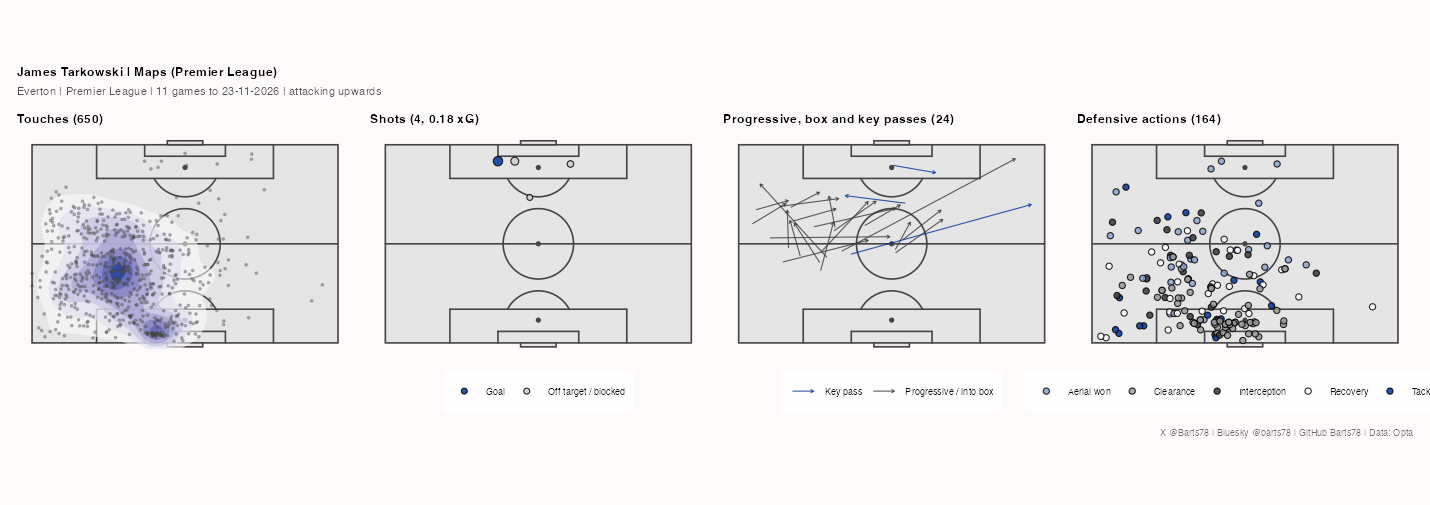 James Tarkowski | Maps (Premier League)
Everton | Premier League | 11 games to 23-11-2026 | attacking upwards
Touches (650)
Shots (4, 0.18 xG)
Progressive, box and key passes (24)
Defensive actions (164)
Goal
Off target / blocked
Key pass
Progressive / into box
Aerial won
Clearance
Interception
Recovery
Tack
X @Barts78 | Bluesky @barts78 | GitHub Barts78 | Data: Opta